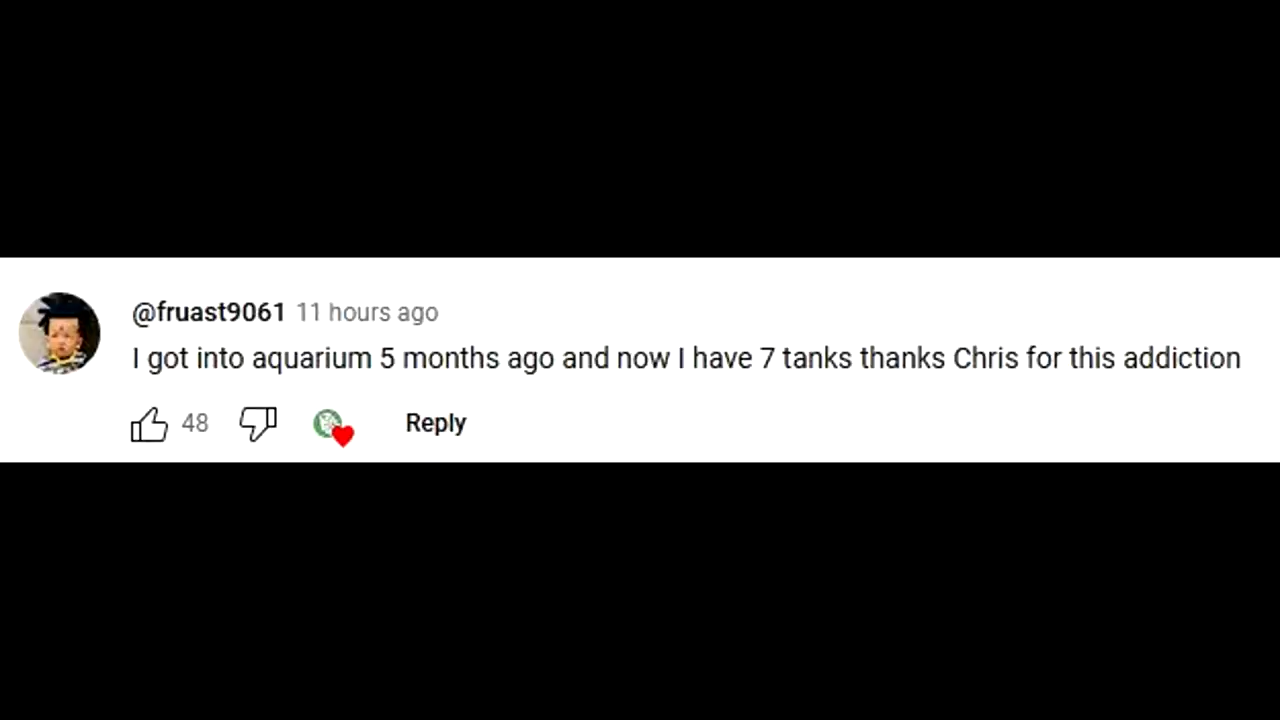 @fruast9061 11 hours ago
I got into aquarium 5 months ago and now I have 7 tanks thanks Chris for this addiction
48 Reply